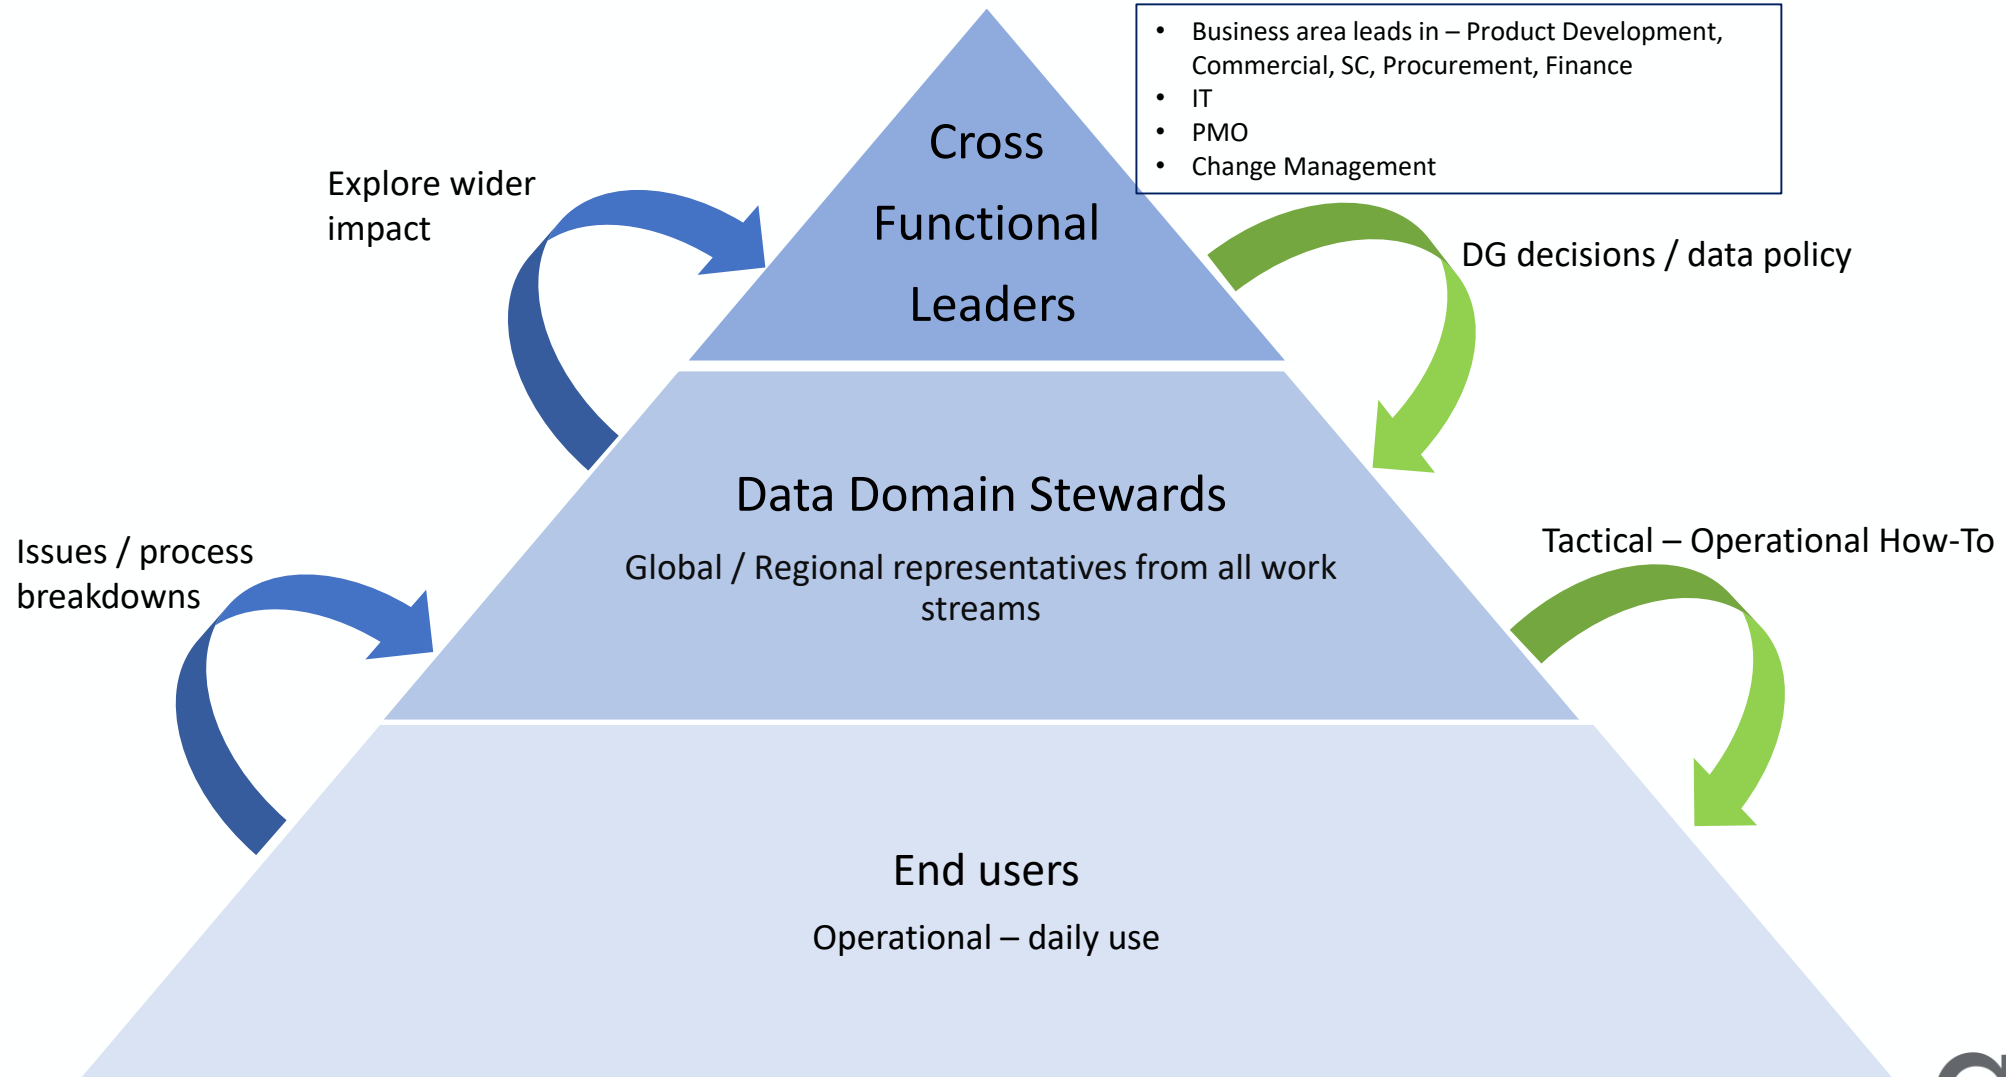 • Business area leads in – Product Development,
Commercial, SC, Procurement, Finance
• IT
• PMO
• Change Management
Cross
Functional
Leaders
Explore wider
impact
DG decisions / data policy
Data Domain Stewards
Global / Regional representatives from all work
streams
Issues / process
breakdowns
Tactical – Operational How-To
End users
Operational – daily use